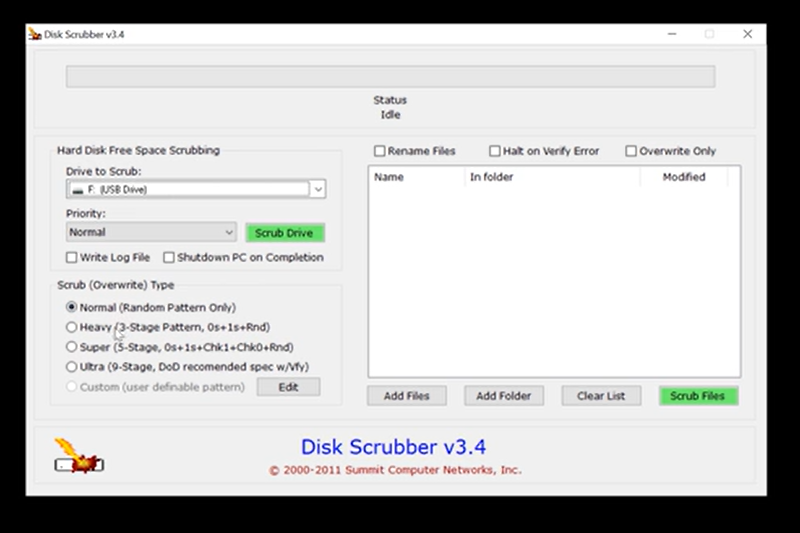 Disk Scrubber v3.4
Status
Idle
Hard Disk Free Space Scrubbing
Drive to Scrub:
F: (USB Drive)
Priority:
Normal
Scrub Drive
Write Log File
Shutdown PC on Completion
Scrub (Overwrite) Type
Normal (Random Pattern Only)
Heavy (3-Stage Pattern, 0s+1s+Rnd)
Super (5-Stage, 0s+1s+Chk1+Chk0+Rnd)
Ultra (9-Stage, DoD recomended spec w/Vfy)
Custom (user definable pattern)
Edit
Rename Files
Halt on Verify Error
Overwrite Only
Name
In folder
Modified
Add Files
Add Folder
Clear List
Scrub Files
Disk Scrubber v3.4
© 2000-2011 Summit Computer Networks, Inc.